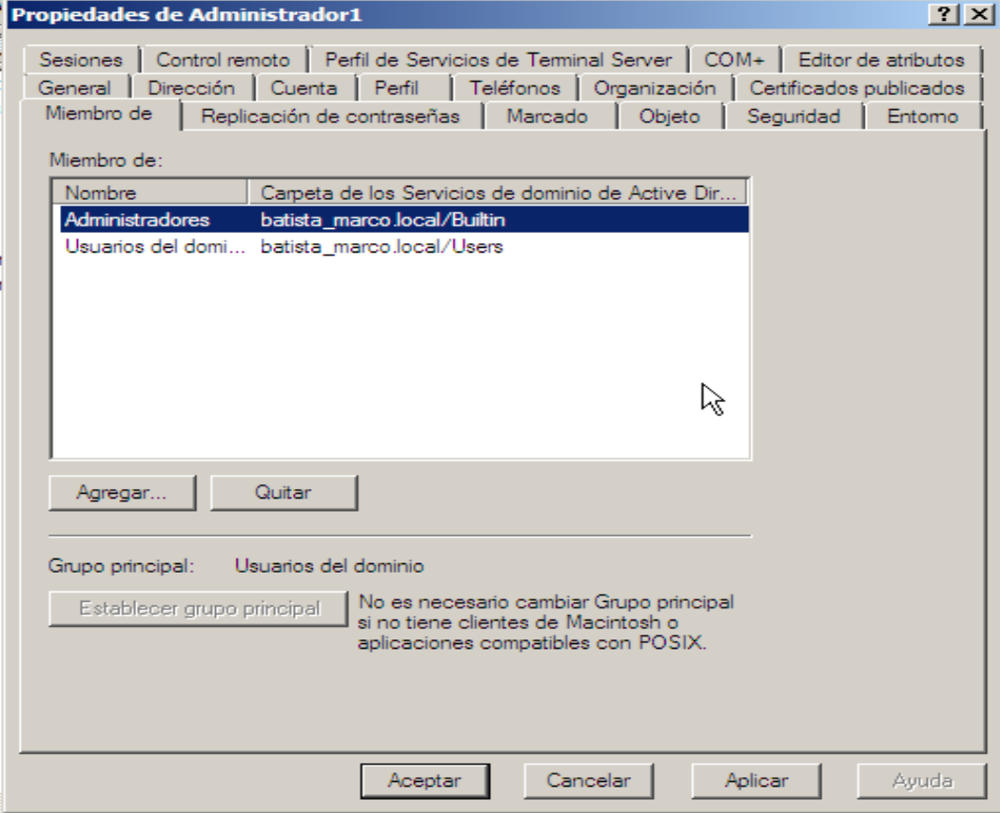 Propiedades de Administrador1
Sesiones Control remoto Perfil de Servicios de Terminal Server COM+ Editor de atributos
General Dirección Cuenta Perfil Teléfonos Organización Certificados publicados
Miembro de Replicación de contraseñas Marcado Objeto Seguridad Entorno
Miembro de:
Nombre Carpeta de los Servicios de dominio de Active Dir...
Administradores batista_marco.local/Builtin
Usuarios del domi... batista_marco.local/Users
Agregar... Quitar
Grupo principal: Usuarios del dominio
Establecer grupo principal
No es necesario cambiar Grupo principal
si no tiene clientes de Macintosh o
aplicaciones compatibles con POSIX.
Aceptar Cancelar Aplicar Ayuda